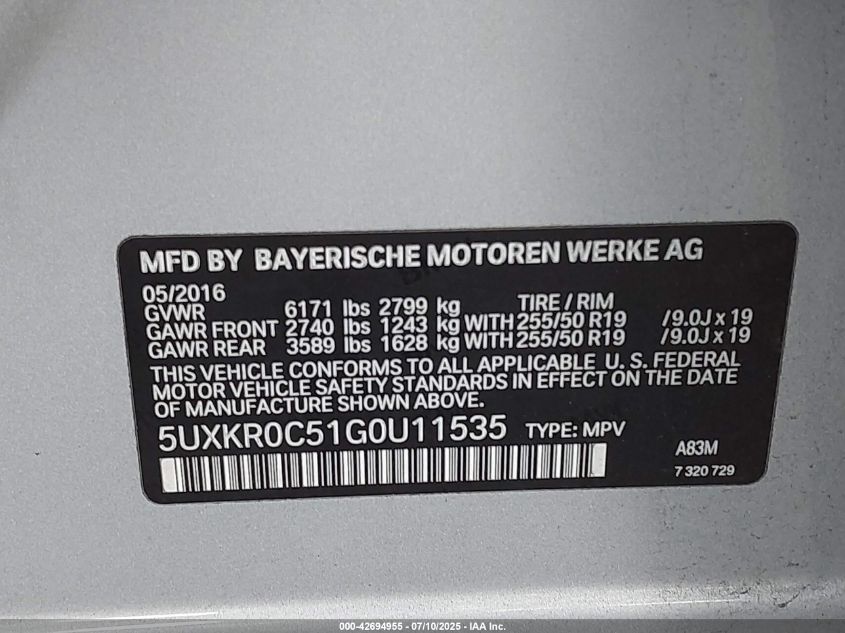 MFD BY BAYERISCHE MOTOREN WERKE AG
05/2016 TIRE / RIM
GVWR 6171 lbs 2799 kg
GAWR FRONT 2740 lbs 1243 kg WITH 255/50 R19 /9.0J x 19
GAWR REAR 3589 lbs 1628 kg WITH 255/50 R19 /9.0J x 19
THIS VEHICLE CONFORMS TO ALL APPLICABLE U. S. FEDERAL
MOTOR VEHICLE SAFETY STANDARDS IN EFFECT ON THE DATE
OF MANUFACTURE SHOWN ABOVE.
5UXKR0C51G0U11535 TYPE: MPV
A83M
7 320 729
000-42694955 - 07/10/2025 - IAA Inc.